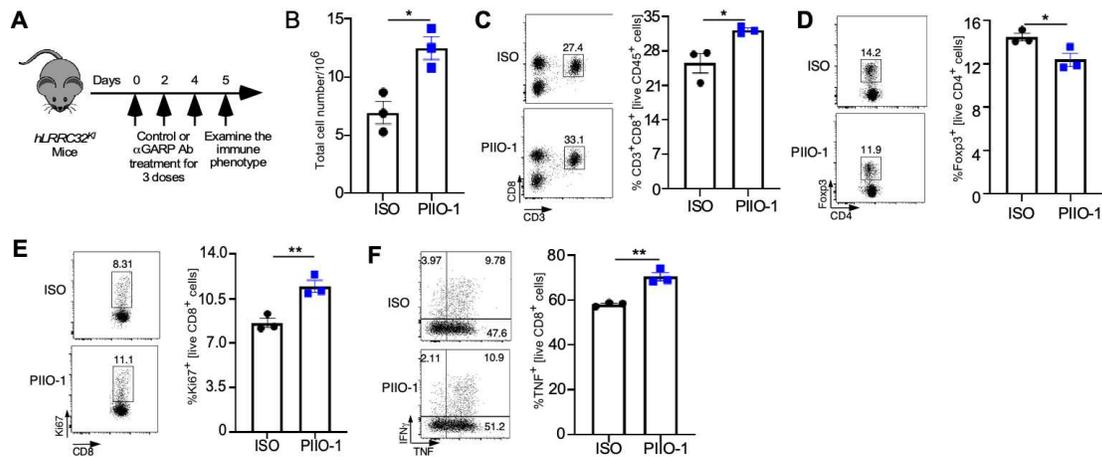 A
Days 0 2 4 5
hLRRC32KI
Mice
Control or
αGARP Ab
treatment for
3 doses
Examine the
immune
phenotype
B
*
Total cell number/10^6
15
10
5
0
ISO PIIO-1
C
ISO
27.4
PIIO-1
33.1
CD8
CD3
*
% CD3+CD8+ [live CD45+ cells]
35
28
21
14
7
0
ISO PIIO-1
D
ISO
14.2
PIIO-1
11.9
Foxp3
CD4
*
%Foxp3+ [live CD4+ cells]
16
12
8
4
0
ISO PIIO-1
E
ISO
8.31
PIIO-1
11.1
Ki67
CD8
**
%Ki67+ [live CD8+ cells]
14.0
10.5
7.0
3.5
0
ISO PIIO-1
F
ISO
3.97 9.78
47.6
PIIO-1
2.11 10.9
51.2
IFNγ
TNF
**
%TNF+ [live CD8+ cells]
80
60
40
20
0
ISO PIIO-1